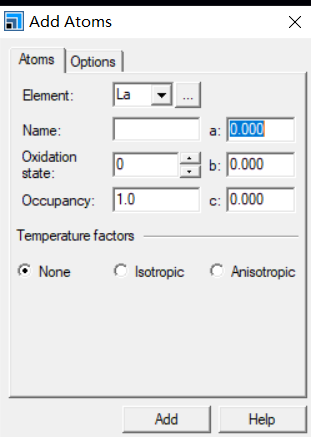 Add Atoms
Atoms Options
Element: La ...
Name: a: 0.000
Oxidation state: 0 b: 0.000
Occupancy: 1.0 c: 0.000
Temperature factors
None Isotropic Anisotropic
Add Help